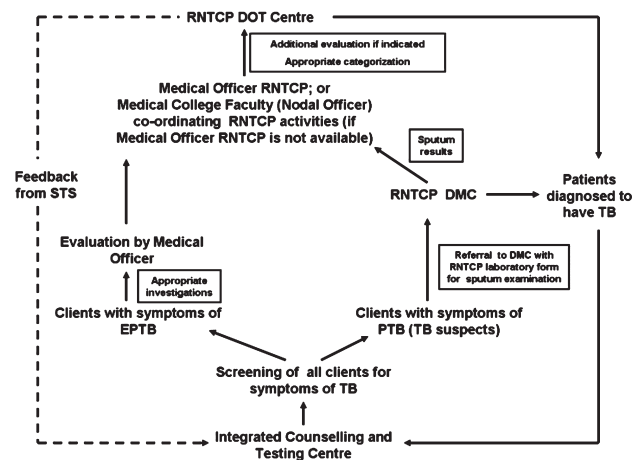 RNTCP DOT Centre
Additional evaluation if indicated
Appropriate categorization
Medical Officer RNTCP; or
Medical College Faculty (Nodal Officer)
co-ordinating RNTCP activities (if
Medical Officer RNTCP is not available)
Sputum
results
Feedback
from STS
RNTCP DMC
Patients
diagnosed to
have TB
Evaluation by Medical
Officer
Appropriate
investigations
Referral to DMC with
RNTCP laboratory form
for sputum examination
Clients with symptoms of
EPTB
Clients with symptoms of
PTB (TB suspects)
Screening of all clients for
symptoms of TB
Integrated Counselling and
Testing Centre